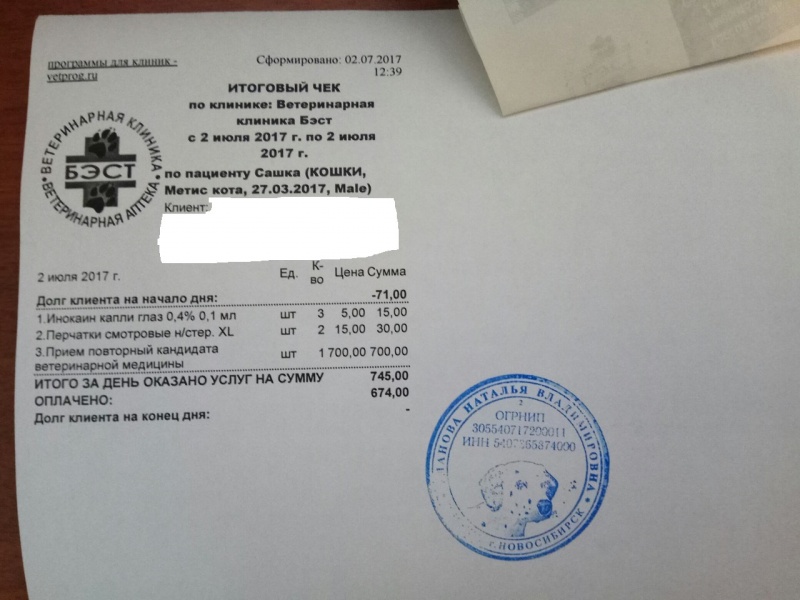 программы для клиник -
vetprog.ru
Сформировано: 02.07.2017
12:39
ИТОГОВЫЙ ЧЕК
по клинике: Ветеринарная
клиника Бэст
с 2 июля 2017 г. по 2 июля
2017 г.
по пациенту Сашка (КОШКИ,
Метис кота, 27.03.2017, Male)
Клиент:
ВЕТЕРИНАРНАЯ КЛИНИКА
БЭСТ
ВЕТЕРИНАРНАЯ АПТЕКА
2 июля 2017 г. Ед. К-во Цена Сумма
Долг клиента на начало дня: -71,00
1.Инокаин капли глаз 0,4% 0,1 мл шт 3 5,00 15,00
2.Перчатки смотровые н/стер. XL шт 2 15,00 30,00
3.Прием повторный кандидата
ветеринарной медицины шт 1 700,00 700,00
ИТОГО ЗА ДЕНЬ ОКАЗАНО УСЛУГ НА СУММУ 745,00
ОПЛАЧЕНО: 674,00
Долг клиента на конец дня: -
НАТАЛЬЯ ВЛАДИМИРОВНА
2
ОГРНИП
305540717200011
ИНН 5407265374000
г.НОВОСИБИРСК